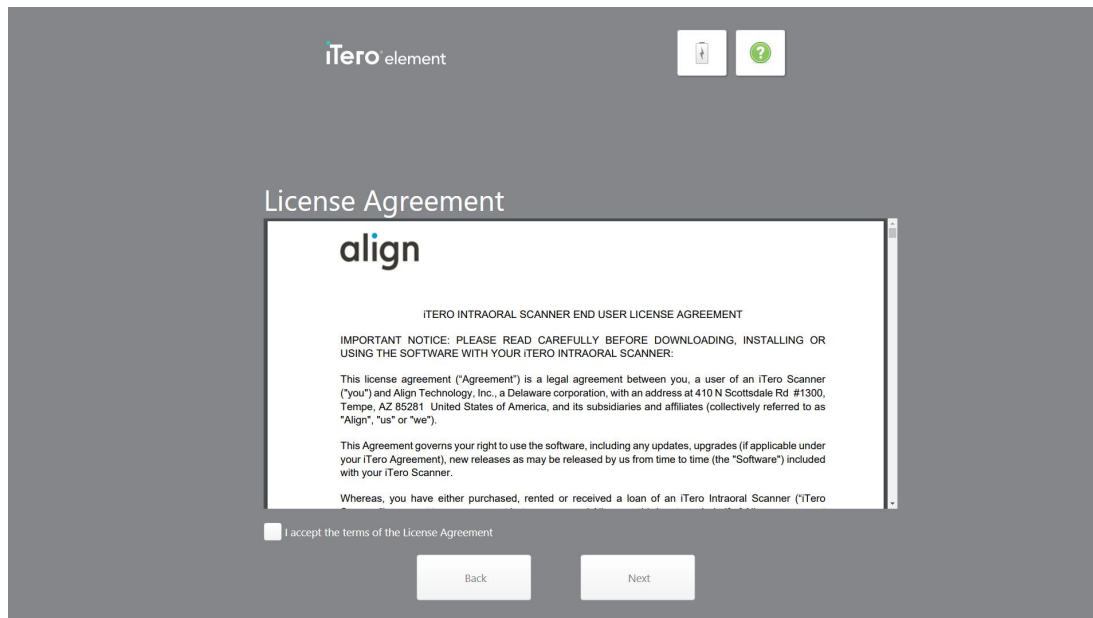 iTero element
License Agreement
align
iTERO INTRAORAL SCANNER END USER LICENSE AGREEMENT
IMPORTANT NOTICE: PLEASE READ CAREFULLY BEFORE DOWNLOADING, INSTALLING OR
USING THE SOFTWARE WITH YOUR iTERO INTRAORAL SCANNER:
This license agreement (“Agreement”) is a legal agreement between you, a user of an iTero Scanner
("you") and Align Technology, Inc., a Delaware corporation, with an address at 410 N Scottsdale Rd #1300,
Tempe, AZ 85281 United States of America, and its subsidiaries and affiliates (collectively referred to as
"Align", "us" or "we").
This Agreement governs your right to use the software, including any updates, upgrades (if applicable under
your iTero Agreement), new releases as may be released by us from time to time (the "Software") included
with your iTero Scanner.
Whereas, you have either purchased, rented or received a loan of an iTero Intraoral Scanner (“iTero
I accept the terms of the License Agreement
Back
Next